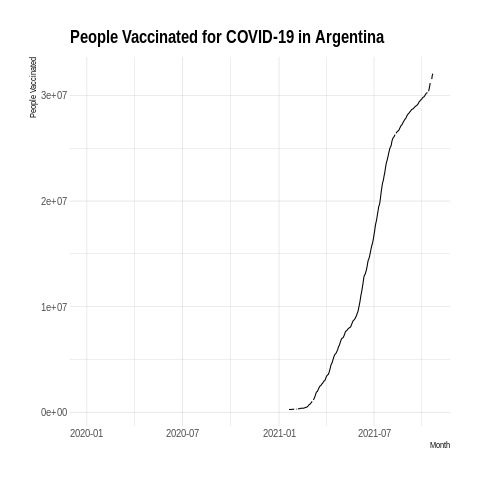 People Vaccinated for COVID-19 in Argentina
People Vaccinated
3e+07
2e+07
1e+07
0e+00
2020-01
2020-07
2021-01
2021-07
Month